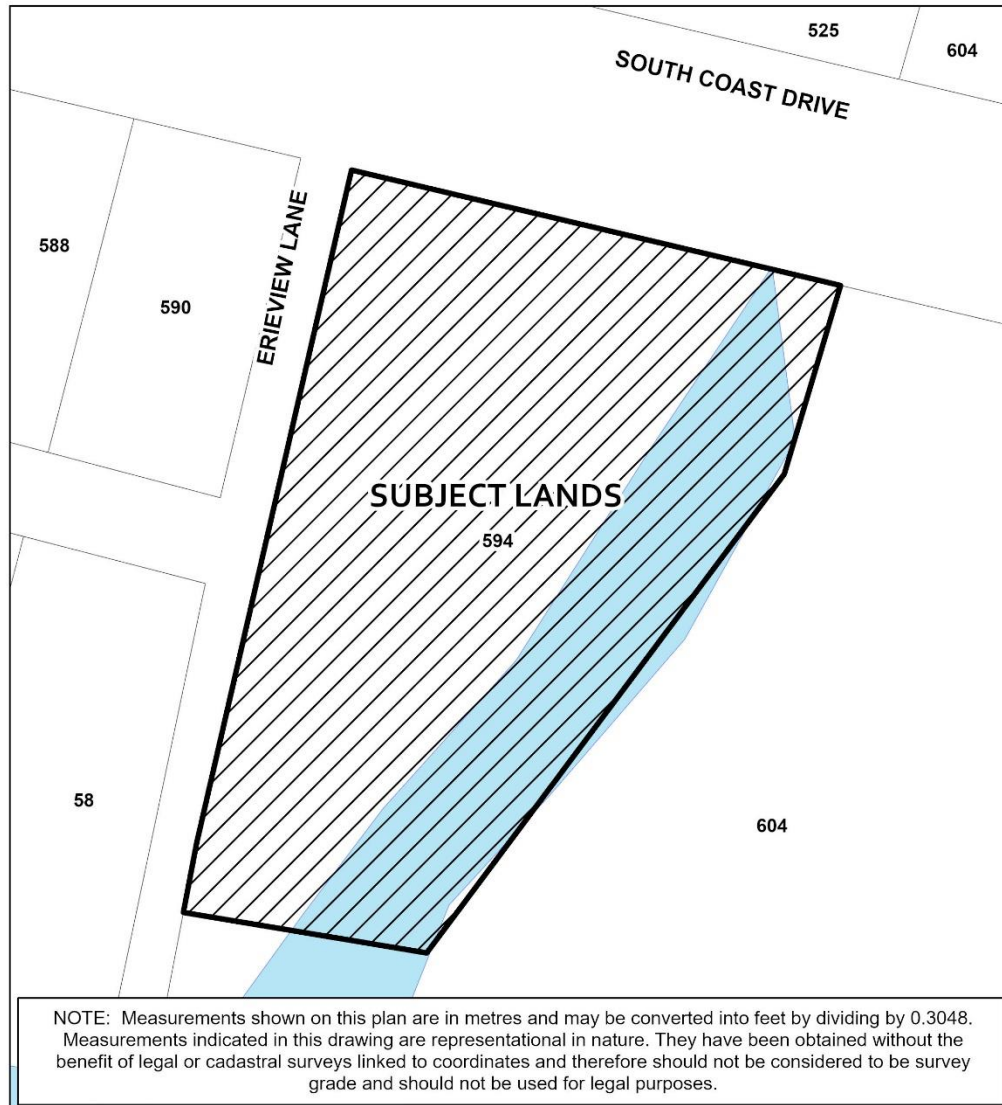 525
604
SOUTH COAST DRIVE
ERIEVIEW LANE
588
590
SUBJECT LANDS
594
58
604
NOTE: Measurements shown on this plan are in metres and may be converted into feet by dividing by 0.3048.
Measurements indicated in this drawing are representational in nature. They have been obtained without the
benefit of legal or cadastral surveys linked to coordinates and therefore should not be considered to be survey
grade and should not be used for legal purposes.